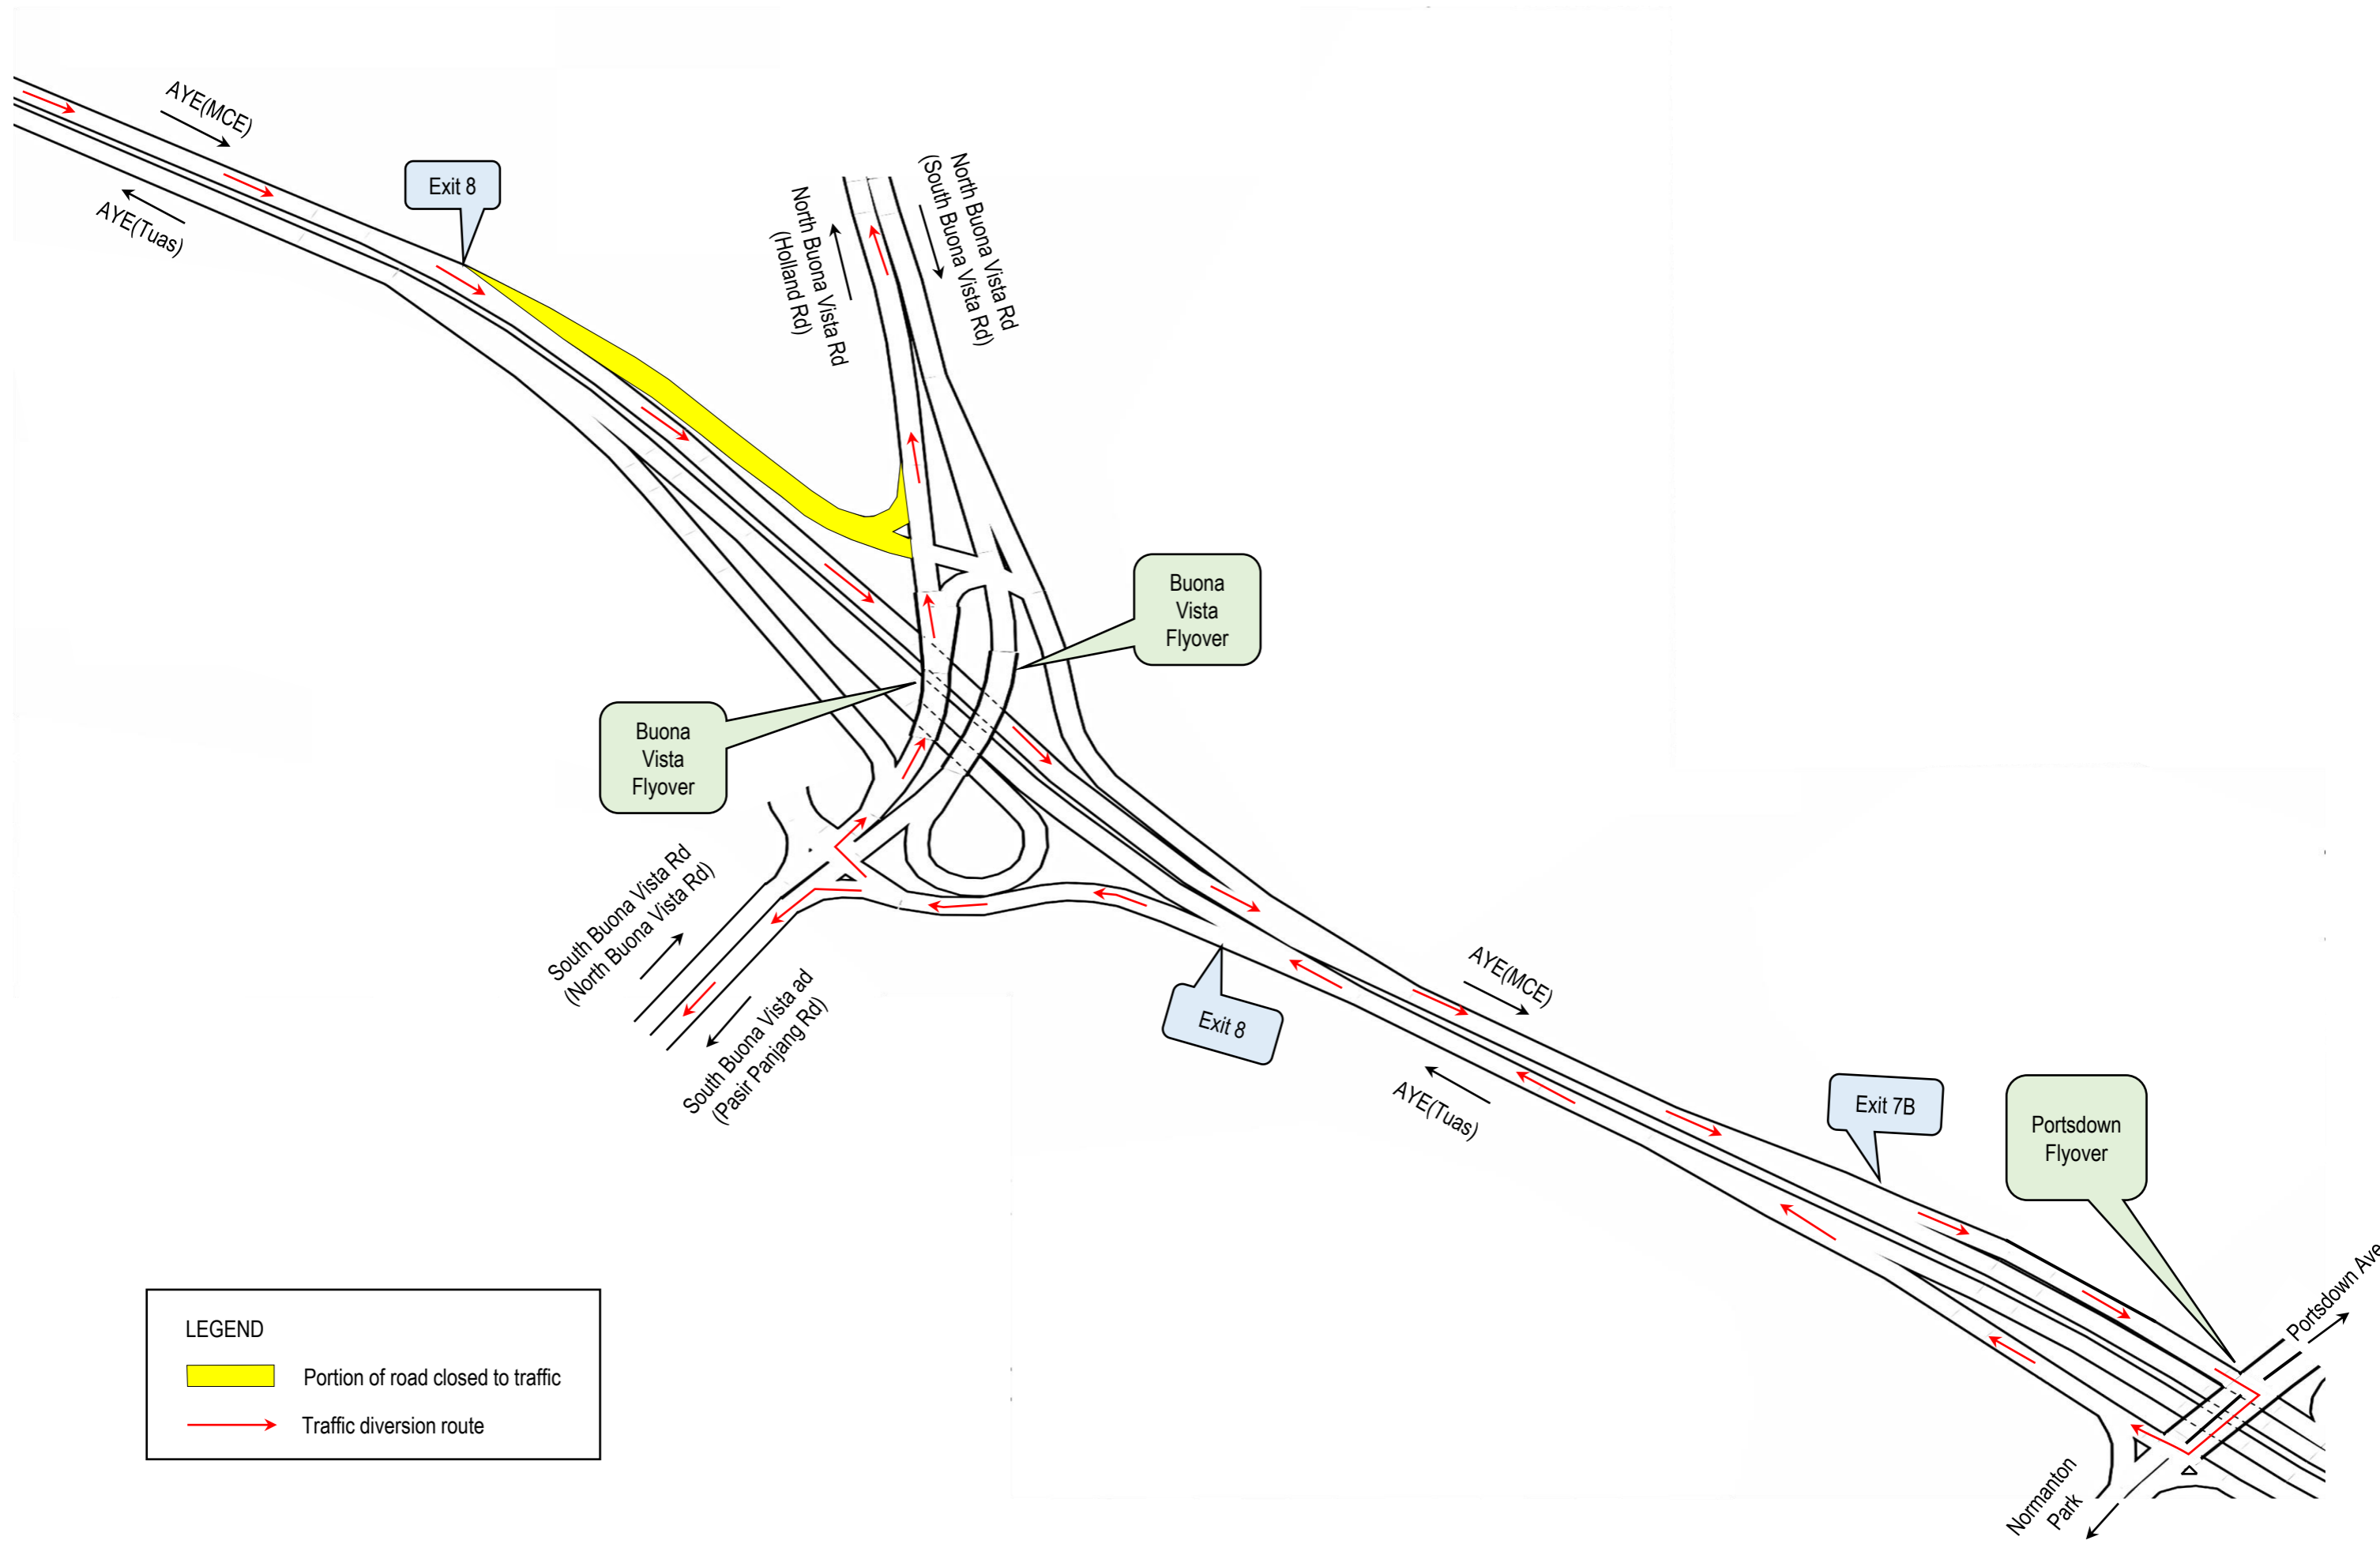 AYE(MCE)
AYE(Tuas)
Exit 8
North Buona Vista Rd
(Holland Rd)
North Buona Vista Rd
(South Buona Vista Rd)
Buona
Vista
Flyover
Buona
Vista
Flyover
South Buona Vista Rd
(North Buona Vista Rd)
South Buona Vista ad
(Pasir Panjang Rd)
Exit 8
AYE(MCE)
AYE(Tuas)
Exit 7B
Portsdown
Flyover
Portsdown Ave
Normanton
Park
LEGEND
Portion of road closed to traffic
Traffic diversion route